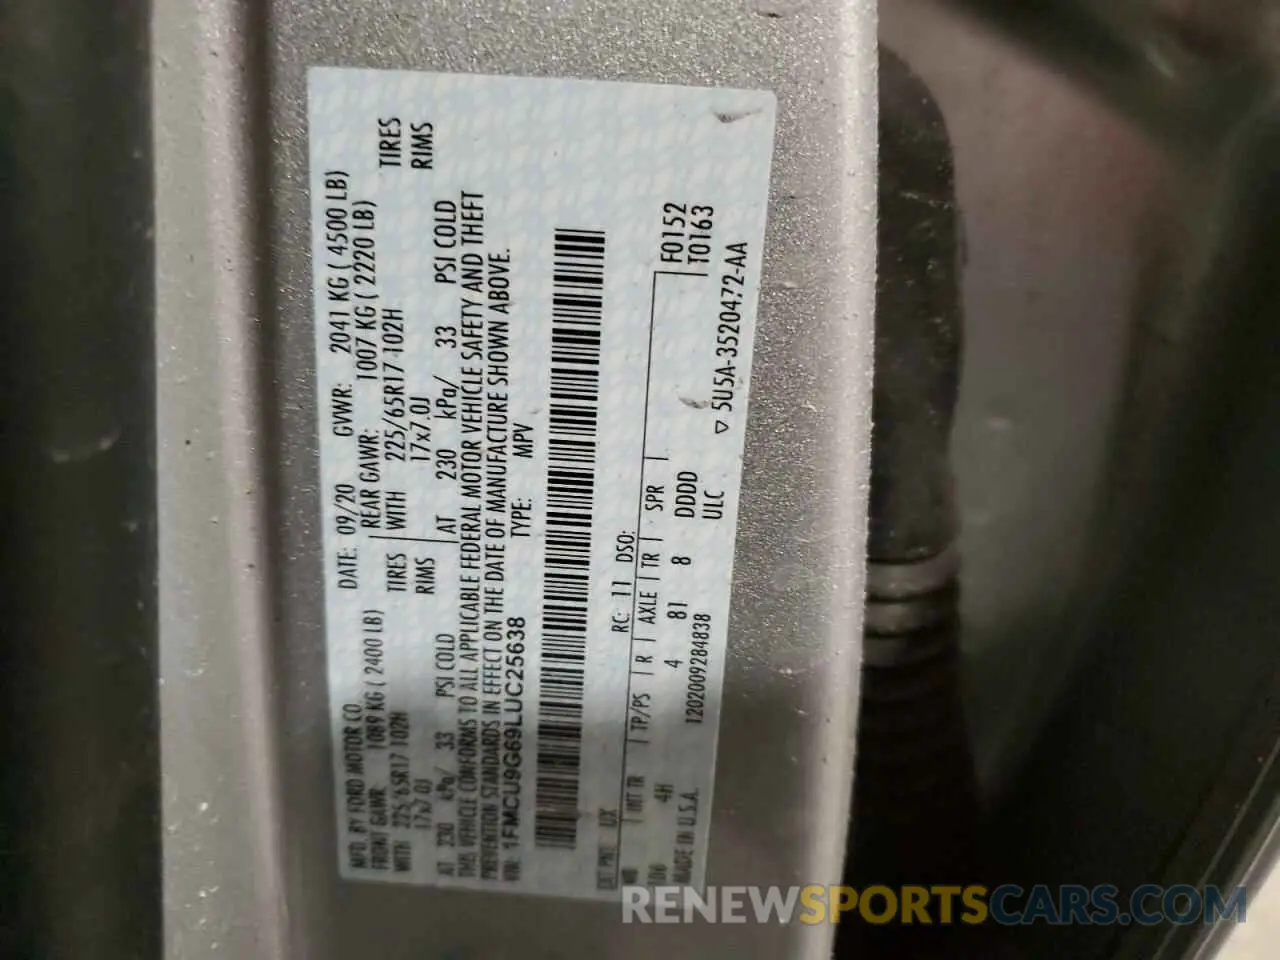 MFD. BY FORD MOTOR CO. DATE: 09/20 GVWR: 2041 KG ( 4500 LB)
FRONT GAWR: 1089 KG ( 2400 LB) REAR GAWR: 1007 KG ( 2220 LB)
WITH 225/65R17 102H TIRES WITH 225/65R17 102H TIRES
17x7.0J RIMS 17x7.0J RIMS
AT 230 kPa/ 33 PSI COLD AT 230 kPa/ 33 PSI COLD
THIS VEHICLE CONFORMS TO ALL APPLICABLE FEDERAL MOTOR VEHICLE SAFETY AND THEFT
PREVENTION STANDARDS IN EFFECT ON THE DATE OF MANUFACTURE SHOWN ABOVE.
VIN: 1FMCU9G69LUC25638 TYPE: MPV
EXT PNT: UX RC: 11 DSO:
WB INT TR TP/PS R AXLE TR SPR F0152
06 4H 4 81 8 DDDD T0163
MADE IN U.S.A. 1202009284838 ULC
▽ 5U5A-3520472-AA
RENEWSPORTSCARS.COM